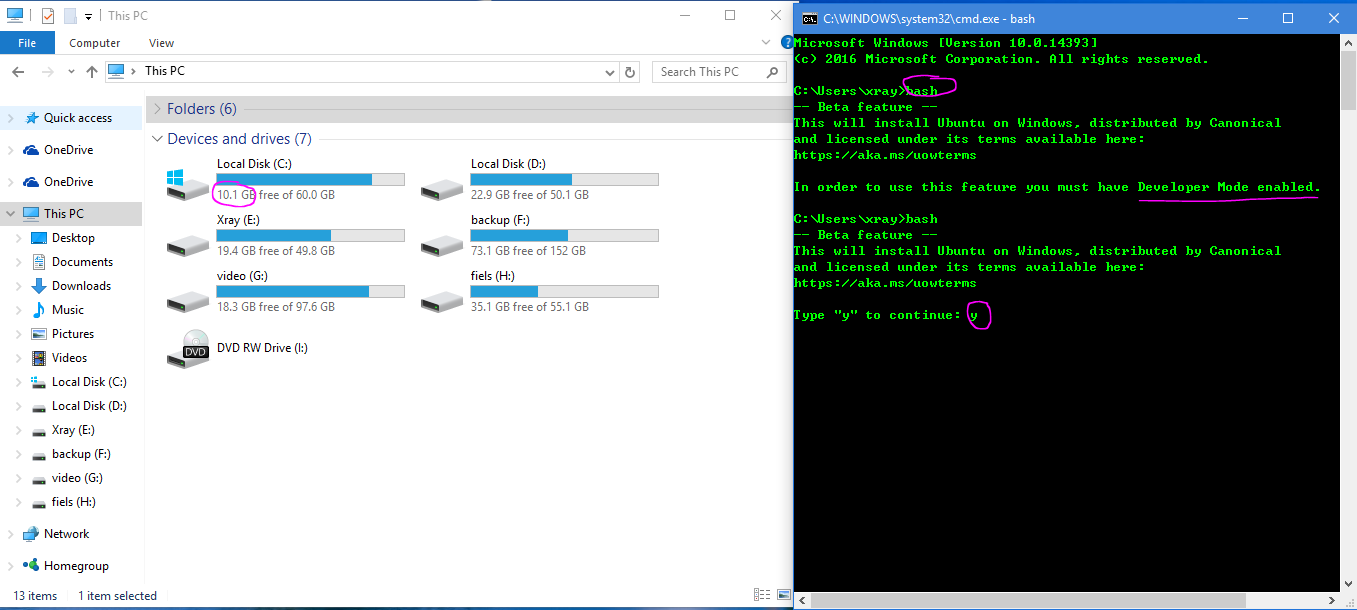 This PC
File
Computer
View
This PC
Search This PC
Quick access
OneDrive
OneDrive
This PC
Desktop
Documents
Downloads
Music
Pictures
Videos
Local Disk (C:)
Local Disk (D:)
Xray (E:)
backup (F:)
video (G:)
fiels (H:)
Network
Homegroup
Folders (6)
Devices and drives (7)
Local Disk (C:)
10.1 GB free of 60.0 GB
Local Disk (D:)
22.9 GB free of 50.1 GB
Xray (E:)
19.4 GB free of 49.8 GB
backup (F:)
73.1 GB free of 152 GB
video (G:)
18.3 GB free of 97.6 GB
fiels (H:)
35.1 GB free of 55.1 GB
DVD
DVD RW Drive (I:)
13 items
1 item selected
C:\WINDOWS\system32\cmd.exe - bash
Microsoft Windows [Version 10.0.14393]
(c) 2016 Microsoft Corporation. All rights reserved.
C:\Users\xray>bash
-- Beta feature --
This will install Ubuntu on Windows, distributed by Canonical
and licensed under its terms available here:
https://aka.ms/uowterms
In order to use this feature you must have Developer Mode enabled.
C:\Users\xray>bash
-- Beta feature --
This will install Ubuntu on Windows, distributed by Canonical
and licensed under its terms available here:
https://aka.ms/uowterms
Type "y" to continue: y